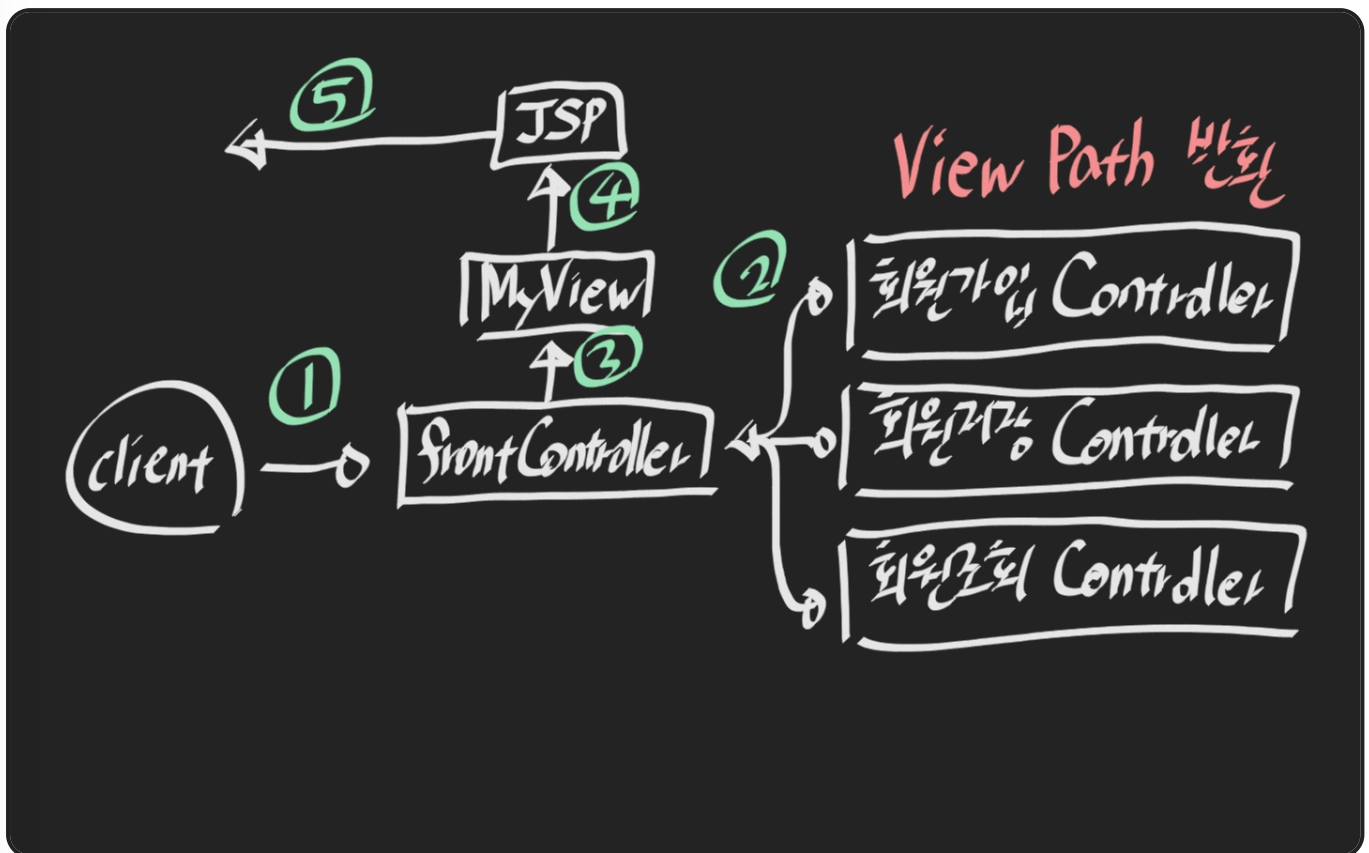 ⑤
JSP
View Path 반환
④
②
MyView
회원가입 Controller
③
①
client
frontController
회원저장 Controller
회원조회 Controller